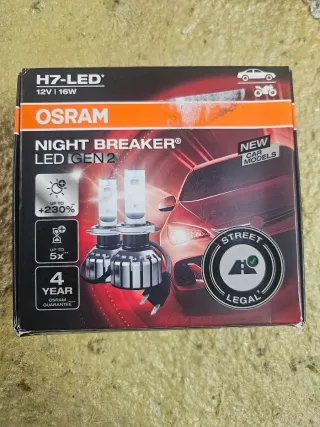 H7-LED*
12V | 16W
OSRAM
NIGHT BREAKER®
LED GEN 2
NEW
CAR
MODELS
UP TO
+230%
UP TO
5x
4
YEAR
OSRAM
GUARANTEE
STREET
LEGAL